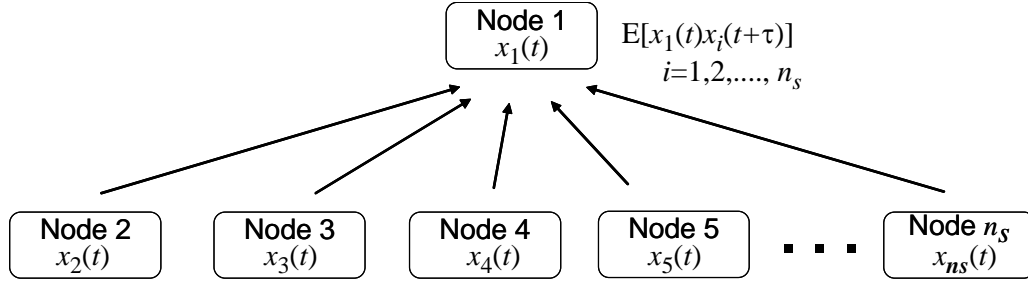 Node 1
x₁(t)
E[x₁(t)xᵢ(t+τ)]
i=1,2,...., nₛ
Node 2
x₂(t)
Node 3
x₃(t)
Node 4
x₄(t)
Node 5
x₅(t)
Node nₛ
xₙₛ(t)